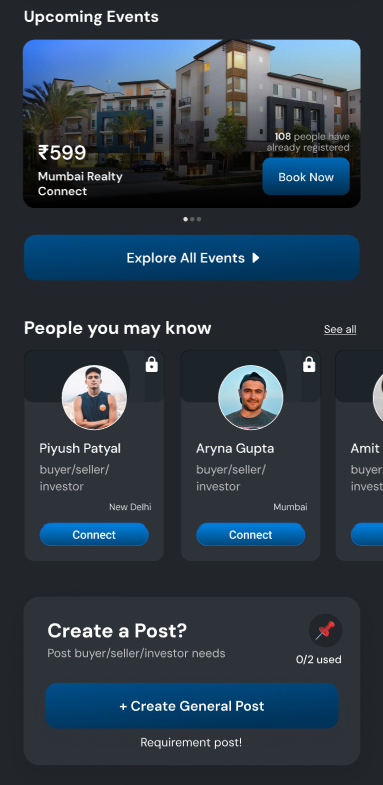 Upcoming Events
108 people have
already registered
₹599
Mumbai Realty
Connect
Book Now
Explore All Events
People you may know
See all
Piyush Patyal
buyer/seller/
investor
New Delhi
Connect
Aryna Gupta
buyer/seller/
investor
Mumbai
Connect
Amit
buyer
invest
Create a Post?
Post buyer/seller/investor needs
0/2 used
+ Create General Post
Requirement post!